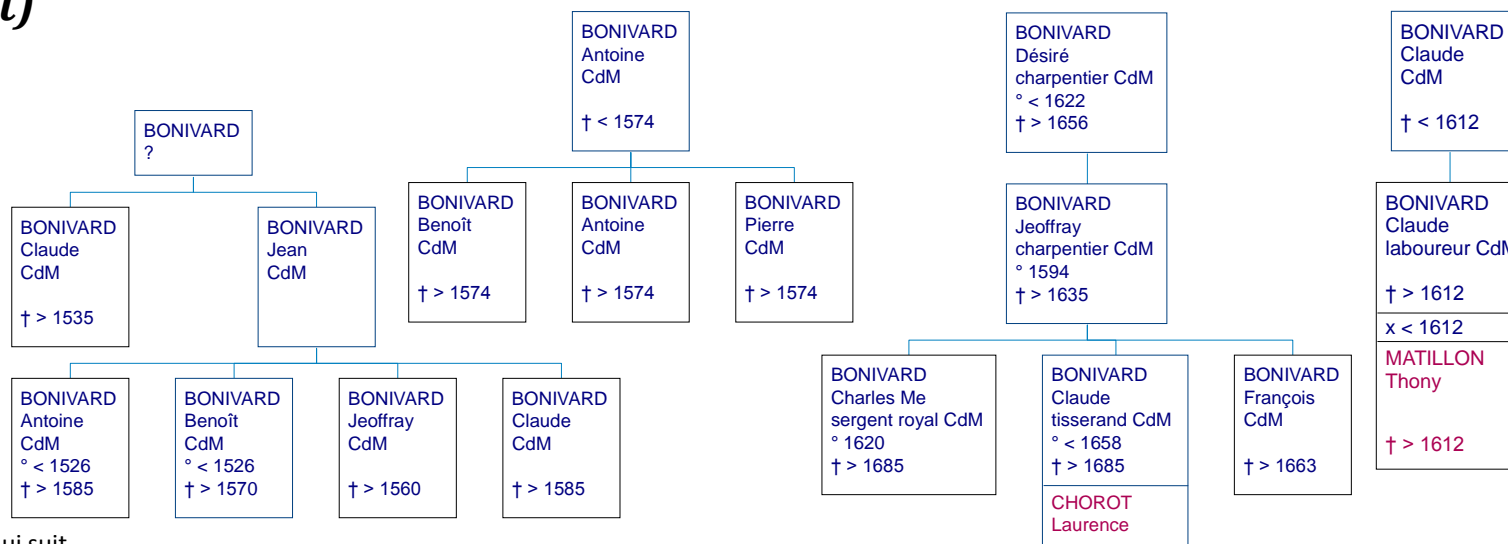 t)
BONIVARD
?
BONIVARD
Claude
CdM
† > 1535
BONIVARD
Jean
CdM
BONIVARD
Antoine
CdM
° < 1526
† > 1585
BONIVARD
Benoît
CdM
° < 1526
† > 1570
BONIVARD
Jeoffray
CdM
† > 1560
BONIVARD
Claude
CdM
† > 1585
BONIVARD
Antoine
CdM
† < 1574
BONIVARD
Benoît
CdM
† > 1574
BONIVARD
Antoine
CdM
† > 1574
BONIVARD
Pierre
CdM
† > 1574
BONIVARD
Désiré
charpentier CdM
° < 1622
† > 1656
BONIVARD
Jeoffray
charpentier CdM
° 1594
† > 1635
BONIVARD
Charles Me
sergent royal CdM
° 1620
† > 1685
BONIVARD
Claude
tisserand CdM
° < 1658
† > 1685
CHOROT
Laurence
BONIVARD
François
CdM
† > 1663
BONIVARD
Claude
CdM
† < 1612
BONIVARD
Claude
laboureur CdM
† > 1612
x < 1612
MATILLON
Thony
† > 1612
ui suit